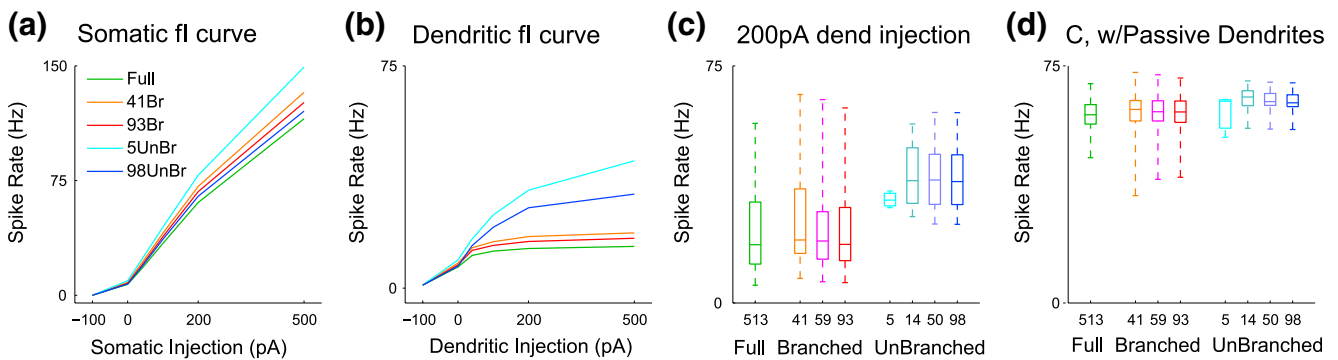 (a) Somatic fI curve
150
75
0
Spike Rate (Hz)
Full
41Br
93Br
5UnBr
98UnBr
−100 0 200 500
Somatic Injection (pA)
(b) Dendritic fI curve
75
0
Spike Rate (Hz)
−100 0 200 500
Dendritic Injection (pA)
(c) 200pA dend injection
75
0
Spike Rate (Hz)
513 41 59 93 5 14 50 98
Full Branched UnBranched
(d) C, w/Passive Dendrites
75
0
Spike Rate (Hz)
513 41 59 93 5 14 50 98
Full Branched UnBranched